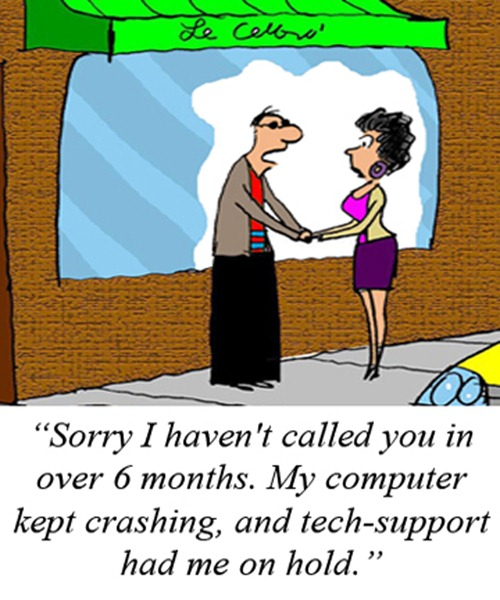 “Sorry I haven't called you in
over 6 months. My computer
kept crashing, and tech-support
had me on hold.”